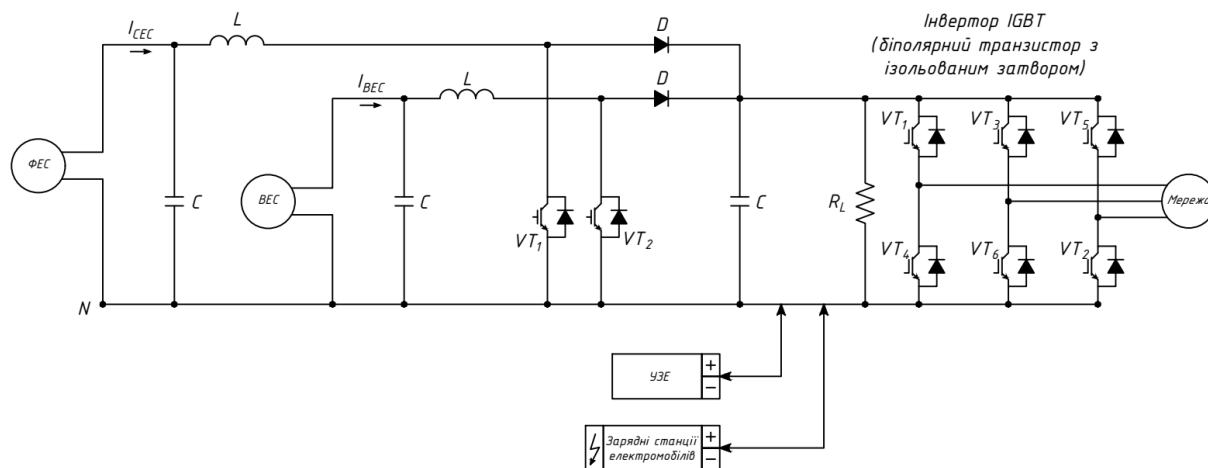 I_CEC
L
D
Інвертор IGBT
(біполярний транзистор з
ізольованим затвором)
I_ВЕС
L
D
VT₁
VT₃
VT₅
ФЕС
ВЕС
C
C
C
R_L
Мережа
VT₁
VT₂
VT₄
VT₆
VT₂
N
УЗЕ
+
−
Зарядні станції
електромобілів
+
−